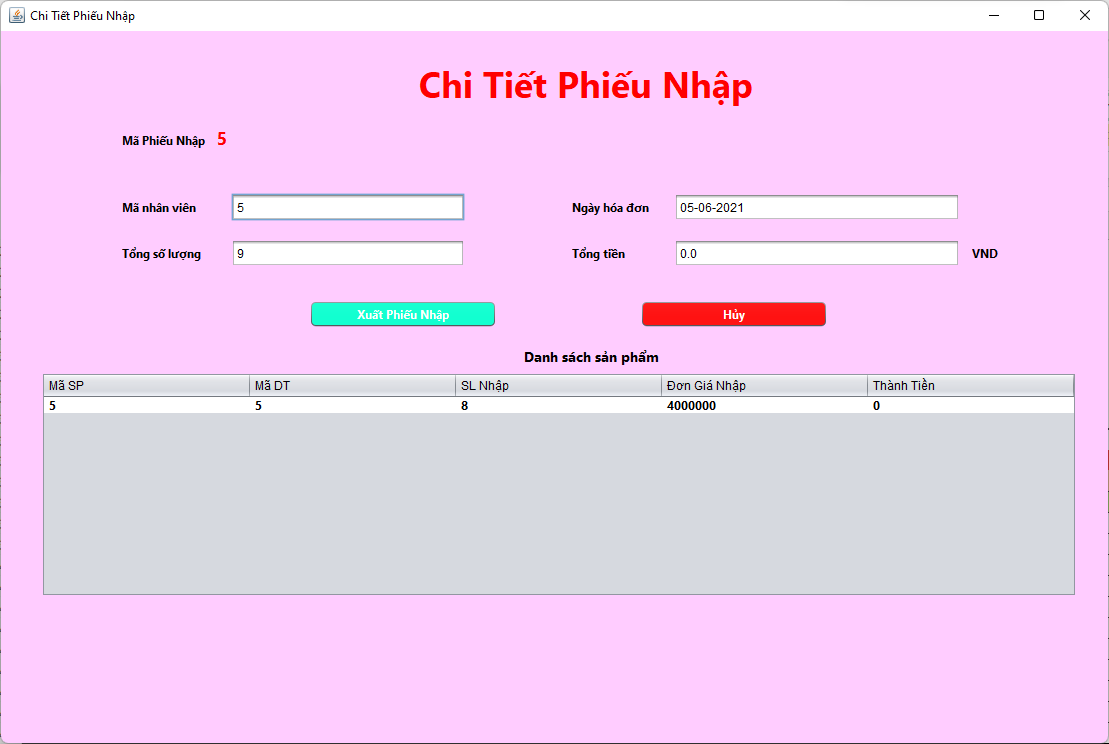 Chi Tiết Phiếu Nhập
Chi Tiết Phiếu Nhập
Mã Phiếu Nhập 5
Mã nhân viên 5 Ngày hóa đơn 05-06-2021
Tổng số lượng 9 Tổng tiền 0.0 VND
Xuất Phiếu Nhập Hủy
Danh sách sản phẩm
Mã SP Mã DT SL Nhập Đơn Giá Nhập Thành Tiền
5 5 8 4000000 0